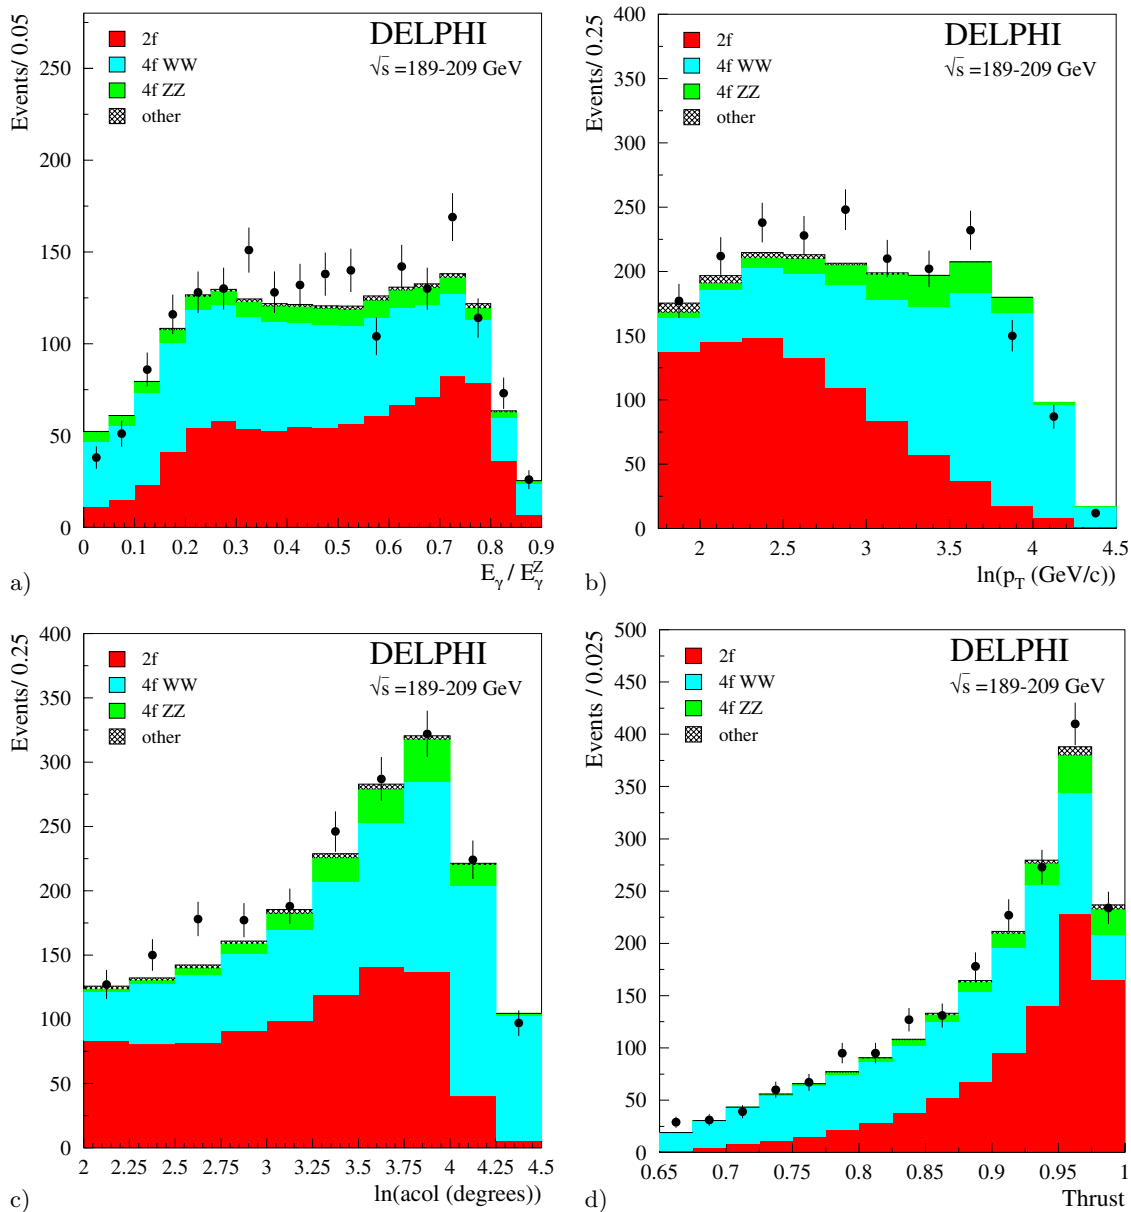 Events/ 0.05
DELPHI
√s =189-209 GeV
2f
4f WW
4f ZZ
other
250
200
150
100
50
0
0 0.1 0.2 0.3 0.4 0.5 0.6 0.7 0.8 0.9
E_γ / E_γ^Z
a)
Events/ 0.25
DELPHI
√s =189-209 GeV
2f
4f WW
4f ZZ
other
400
350
300
250
200
150
100
50
0
2 2.5 3 3.5 4 4.5
ln(p_T (GeV/c))
b)
Events/ 0.25
DELPHI
√s =189-209 GeV
2f
4f WW
4f ZZ
other
400
350
300
250
200
150
100
50
0
2 2.25 2.5 2.75 3 3.25 3.5 3.75 4 4.25 4.5
ln(acol (degrees))
c)
Events / 0.025
DELPHI
√s =189-209 GeV
2f
4f WW
4f ZZ
other
500
450
400
350
300
250
200
150
100
50
0
0.65 0.7 0.75 0.8 0.85 0.9 0.95 1
Thrust
d)